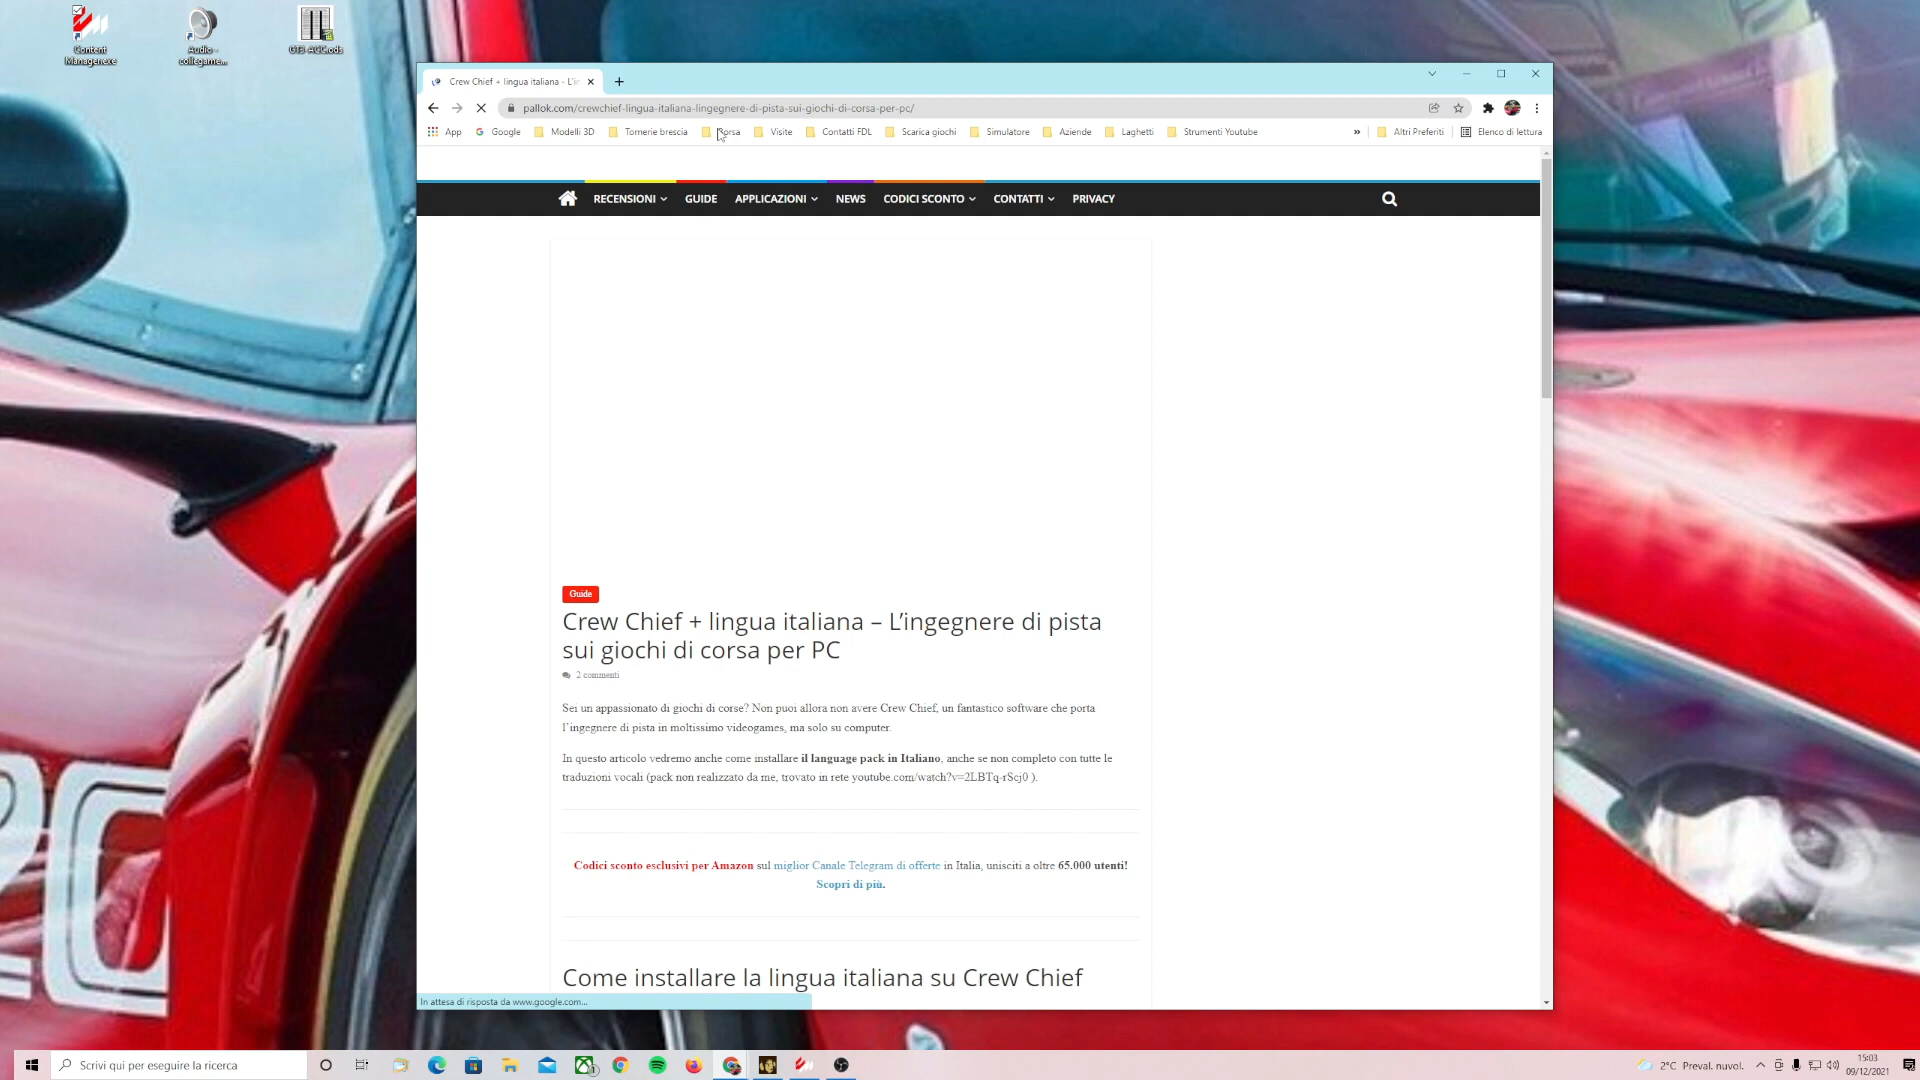 Content
Manager.exe
Audio -
collegame...
GT3-ACC.ods
Crew Chief + lingua italiana - L'in
pallok.com/crewchief-lingua-italiana-lingegnere-di-pista-sui-giochi-di-corsa-per-pc/
App Google Modelli 3D Tornerie brescia Visite Contatti FDL Scarica giochi Simulatore Aziende Laghetti Strumenti Youtube » Altri Preferiti Elenco di lettura
RECENSIONI GUIDE APPLICAZIONI NEWS CODICI SCONTO CONTATTI PRIVACY
Guide
Crew Chief + lingua italiana – L'ingegnere di pista
sui giochi di corsa per PC
2 commenti
Sei un appassionato di giochi di corse? Non puoi allora non avere Crew Chief, un fantastico software che porta
l'ingegnere di pista in moltissimo videogames, ma solo su computer.
In questo articolo vedremo anche come installare il language pack in Italiano, anche se non completo con tutte le
traduzioni vocali (pack non realizzato da me, trovato in rete youtube.com/watch?v=2LBTq-rScj0 ).
Codici sconto esclusivi per Amazon sul miglior Canale Telegram di offerte in Italia, unisciti a oltre 65.000 utenti!
Scopri di più.
Come installare la lingua italiana su Crew Chief
In attesa di risposta da www.google.com...
Scrivi qui per eseguire la ricerca
2°C Preval. nuvol.
15:03
09/12/2021